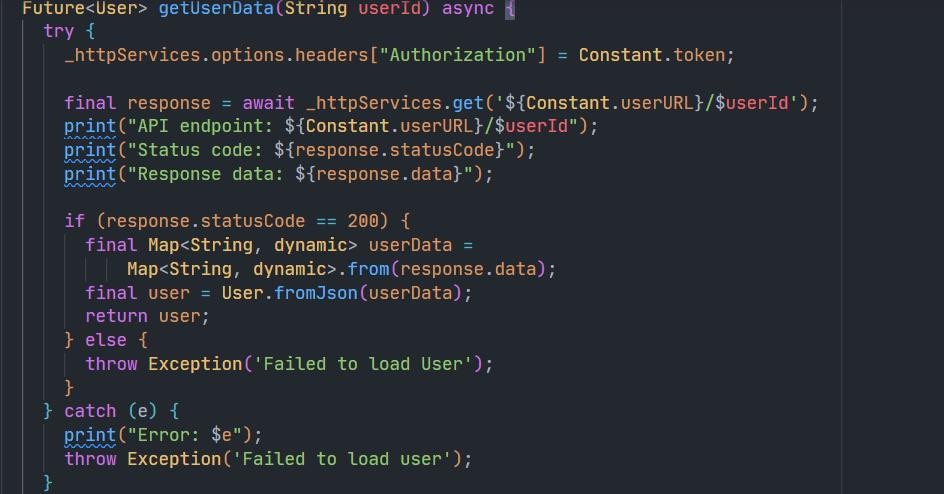 Future<User> getUserData(String userId) async {
try {
_httpServices.options.headers["Authorization"] = Constant.token;
final response = await _httpServices.get('${Constant.userURL}/$userId');
print("API endpoint: ${Constant.userURL}/$userId");
print("Status code: ${response.statusCode}");
print("Response data: ${response.data}");
if (response.statusCode == 200) {
final Map<String, dynamic> userData =
Map<String, dynamic>.from(response.data);
final user = User.fromJson(userData);
return user;
} else {
throw Exception('Failed to load User');
}
} catch (e) {
print("Error: $e");
throw Exception('Failed to load user');
}